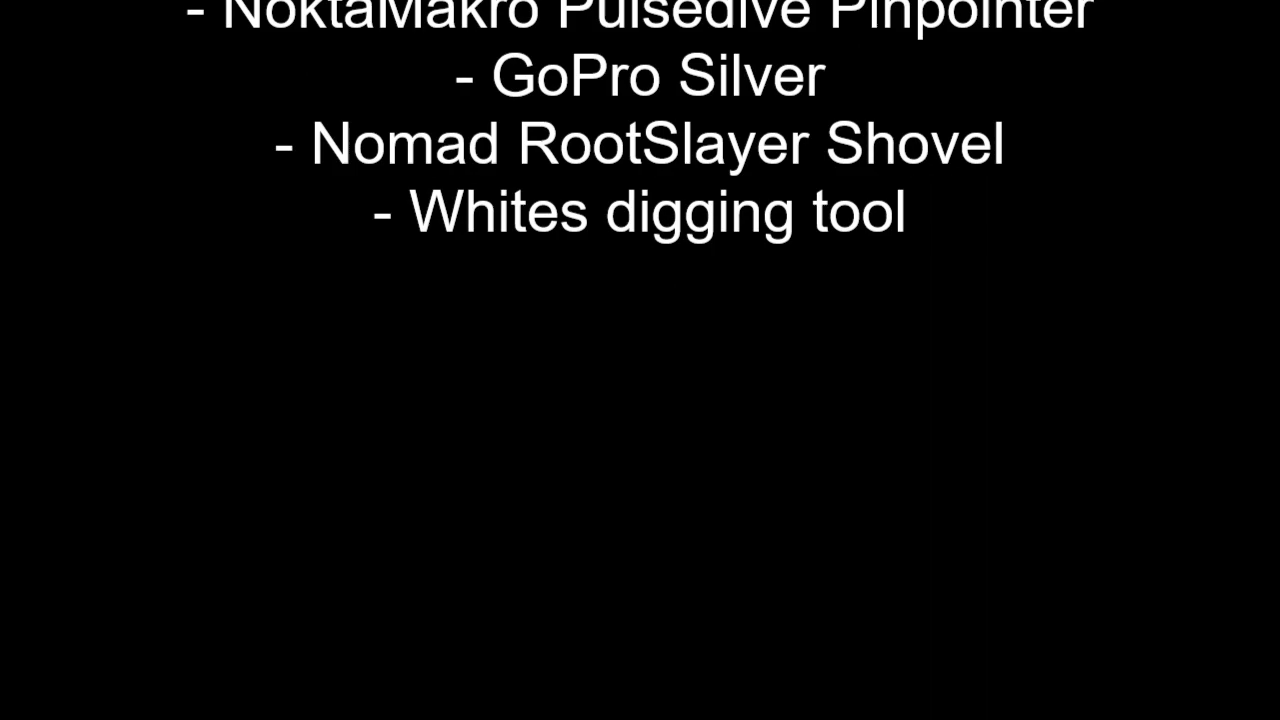 - NoktaMakro Pulsedive Pinpointer
- GoPro Silver
- Nomad RootSlayer Shovel
- Whites digging tool